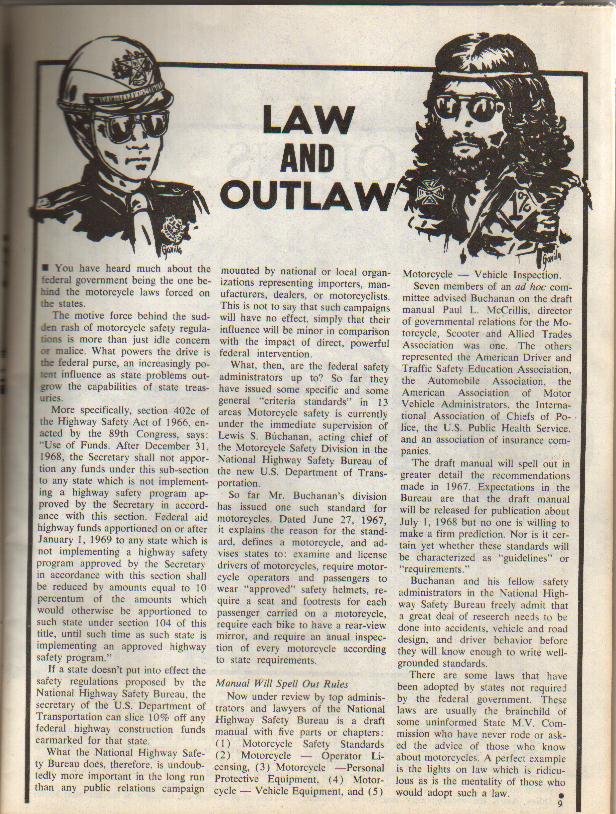 LAW
AND
OUTLAW
1%
■ You have heard much about the
federal government being the one be-
hind the motorcycle laws forced on
the states.
The motive force behind the sud-
den rash of motorcycle safety regula-
tions is more than just idle concern
or malice. What powers the drive is
the federal purse, an increasingly po-
tent influence as state problems out-
grow the capabilities of state treas-
uries.
More specifically, section 402c of
the Highway Safety Act of 1966, en-
acted by the 89th Congress, says:
"Use of Funds. After December 31,
1968, the Secretary shall not appor-
tion any funds under this sub-section
to any state which is not implement-
ing a highway safety program ap-
proved by the Secretary in accord-
ance with this section. Federal aid
highway funds apportioned on or after
January 1, 1969 to any state which is
not implementing a highway safety
program approved by the Secretary
in accordance with this section shall
be reduced by amounts equal to 10
percentum of the amounts which
would otherwise be apportioned to
such state under section 104 of this
title, until such time as such state is
implementing an approved highway
safety program."
If a state doesn't put into effect the
safety regulations proposed by the
National Highway Safety Bureau, the
secretary of the U.S. Department of
Transportation can slice 10% off any
federal highway construction funds
earmarked for that state.
What the National Highway Safe-
ty Bureau does, therefore, is undoub-
tedly more important in the long run
than any public relations campaign
mounted by national or local organ-
izations representing importers, man-
ufacturers, dealers, or motorcyclists.
This is not to say that such campaigns
will have no effect, simply that their
influence will be minor in comparison
with the impact of direct, powerful
federal intervention.
What, then, are the federal safety
administrators up to? So far they
have issued some specific and some
general "criteria standards" in 13
areas Motorcycle safety is currently
under the immediate supervision of
Lewis S. Buchanan, acting chief of
the Motorcycle Safety Division in the
National Highway Safety Bureau of
the new U.S. Department of Trans-
portation.
So far Mr. Buchanan's division
has issued one such standard for
motorcycles. Dated June 27, 1967,
it explains the reason for the stand-
ard, defines a motorcycle, and ad-
vises states to: examine and license
drivers of motorcycles, require motor-
cycle operators and passengers to
wear "approved" safety helmets, re-
quire a seat and footrests for each
passenger carried on a motorcycle,
require each bike to have a rear-view
mirror, and require an anual inspec-
tion of every motorcycle according
to state requirements.
Manual Will Spell Out Rules
Now under review by top adminis-
trators and lawyers of the National
Highway Safety Bureau is a draft
manual with five parts or chapters:
(1) Motorcycle Safety Standards
(2) Motorcycle — Operator Li-
censing, (3) Motorcycle —Personal
Protective Equipment, (4) Motor-
cycle — Vehicle Equipment, and (5)
Motorcycle — Vehicle Inspection.
Seven members of an ad hoc com-
mittee advised Buchanan on the draft
manual Paul L. McCrillis, director
of governmental relations for the Mo-
torcycle, Scooter and Allied Trades
Association was one. The others
represented the American Driver and
Traffic Safety Education Association,
the Automobile Association, the
American Association of Motor
Vehicle Administrators, the Interna-
tional Association of Chiefs of Po-
lice, the U.S. Public Health Service,
and an association of insurance com-
panies.
The draft manual will spell out in
greater detail the recommendations
made in 1967. Expectations in the
Bureau are that the draft manual
will be released for publication about
July 1, 1968 but no one is willing to
make a firm prediction. Nor is it cer-
tain yet whether these standards will
be characterized as "guidelines" or
"requirements."
Buchanan and his fellow safety
administrators in the National High-
way Safety Bureau freely admit that
a great deal of research needs to be
done into accidents, vehicle and road
design, and driver behavior before
they will know enough to write well-
grounded standards.
There are some laws that have
been adopted by states not required
by the federal government. These
laws are usually the brainchild of
some uninformed State M.V. Com-
mission who have never rode or ask-
ed the advice of those who know
about motorcycles. A perfect example
is the lights on law which is ridicu-
lous as is the mentality of those who
would adopt such a law.
9